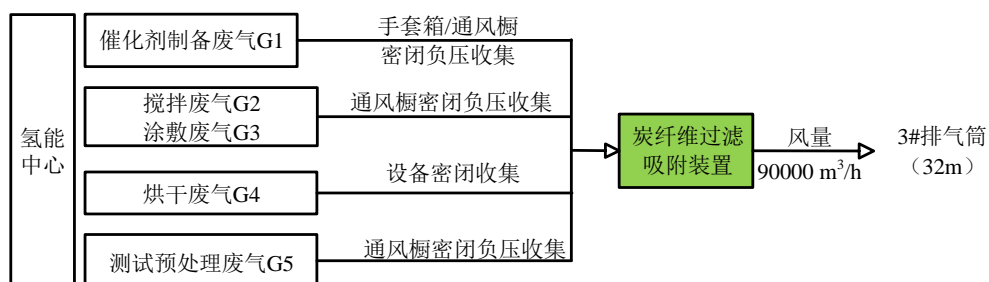 氢能
中心
催化剂制备废气G1
手套箱/通风橱
密闭负压收集
搅拌废气G2
涂敷废气G3
通风橱密闭负压收集
烘干废气G4
设备密闭收集
测试预处理废气G5
通风橱密闭负压收集
炭纤维过滤
吸附装置
风量
90000 m³/h
3#排气筒
（32m）